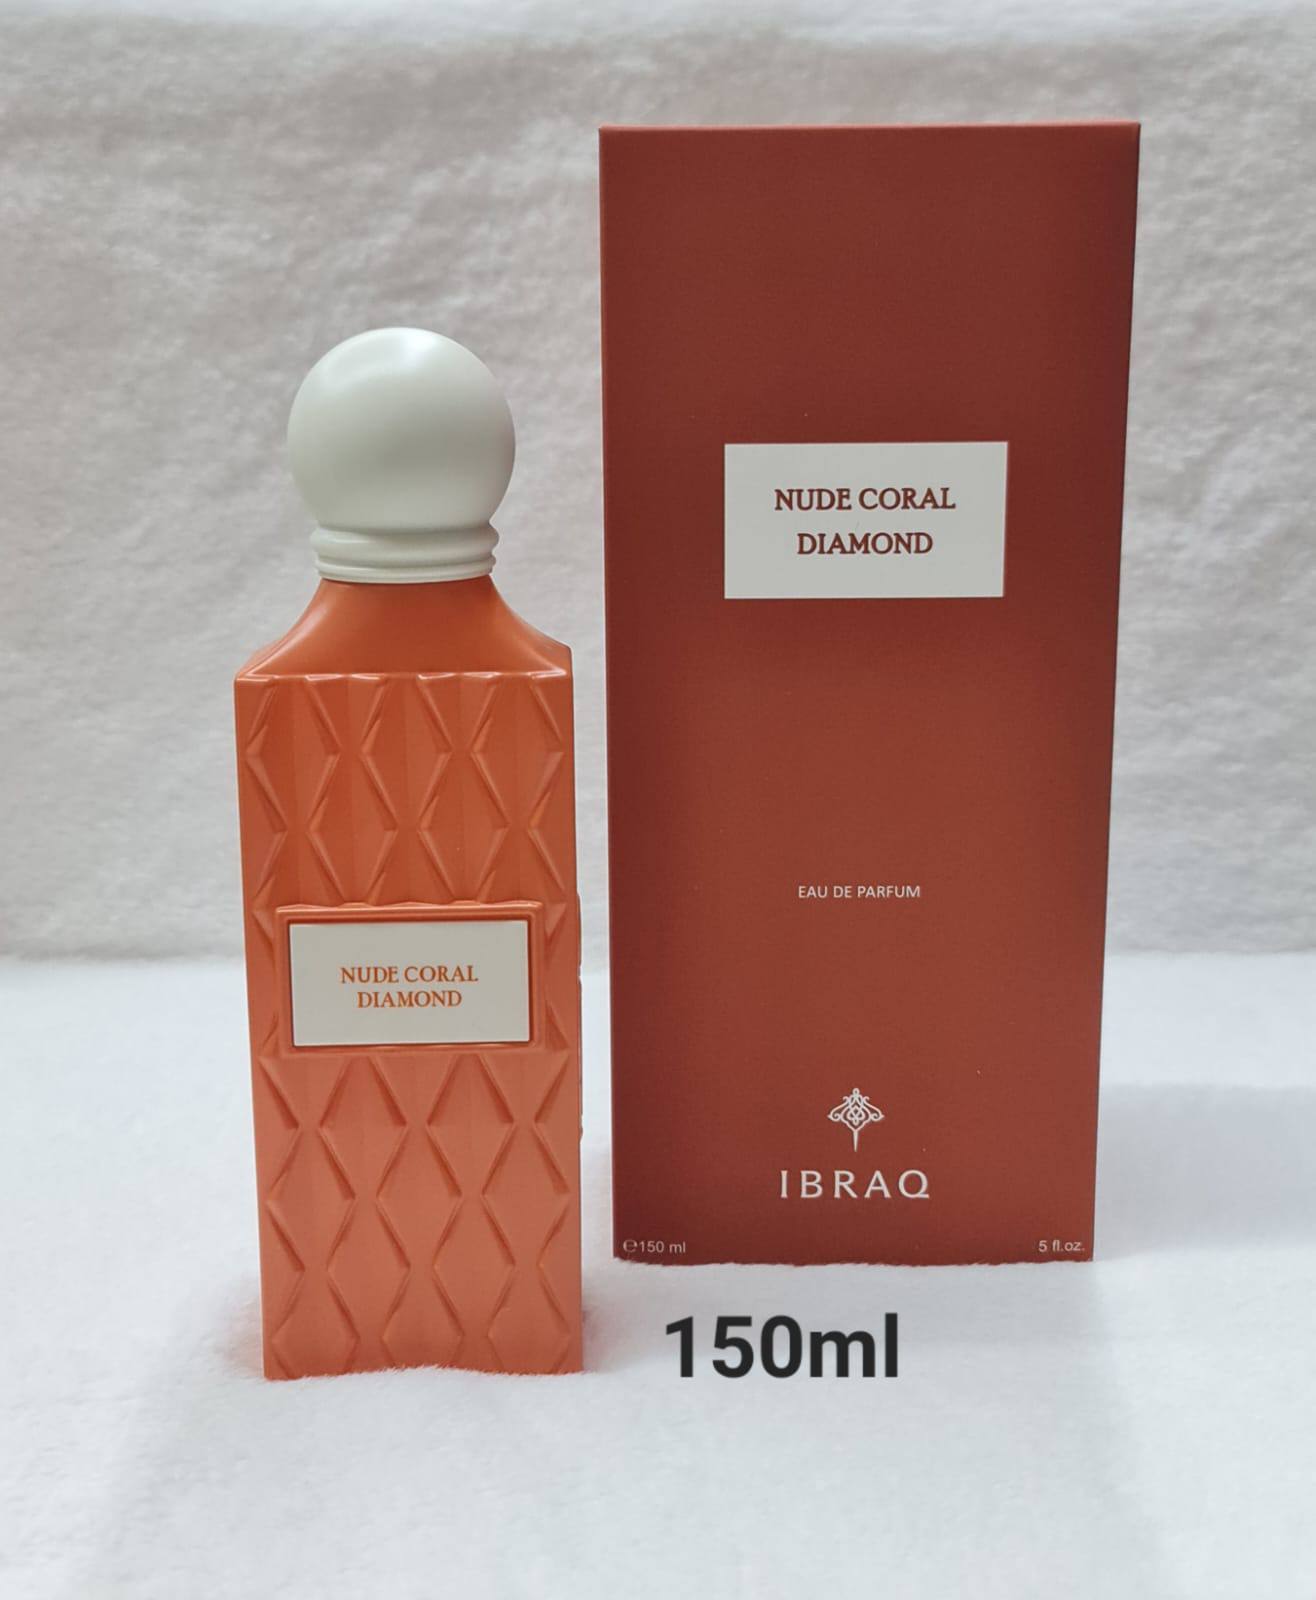 NUDE CORAL
DIAMOND
EAU DE PARFUM
IBRAQ
℮150 ml
5 fl.oz.
NUDE CORAL
DIAMOND
150ml